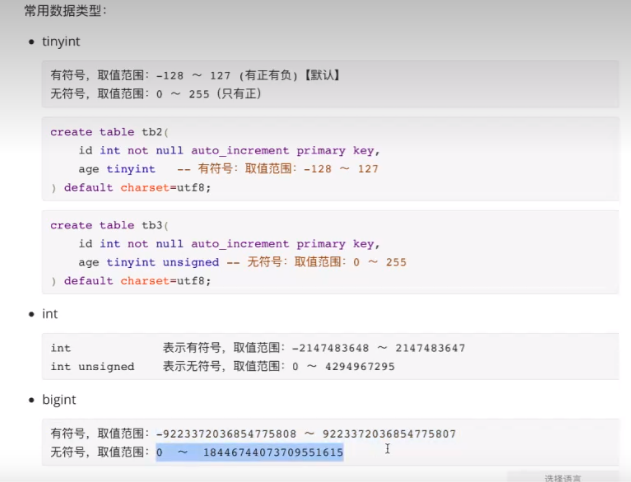 常用数据类型：
tinyint
有符号，取值范围：-128 ～ 127 (有正有负)【默认】
无符号，取值范围：0 ～ 255（只有正）
create table tb2(
id int not null auto_increment primary key,
age tinyint -- 有符号：取值范围：-128 ～ 127
) default charset=utf8;
create table tb3(
id int not null auto_increment primary key,
age tinyint unsigned -- 无符号：取值范围：0 ～ 255
) default charset=utf8;
int
int 表示有符号，取值范围：-2147483648 ～ 2147483647
int unsigned 表示无符号，取值范围：0 ～ 4294967295
bigint
有符号，取值范围：-9223372036854775808 ～ 9223372036854775807
无符号，取值范围：0 ～ 18446744073709551615
选择语言